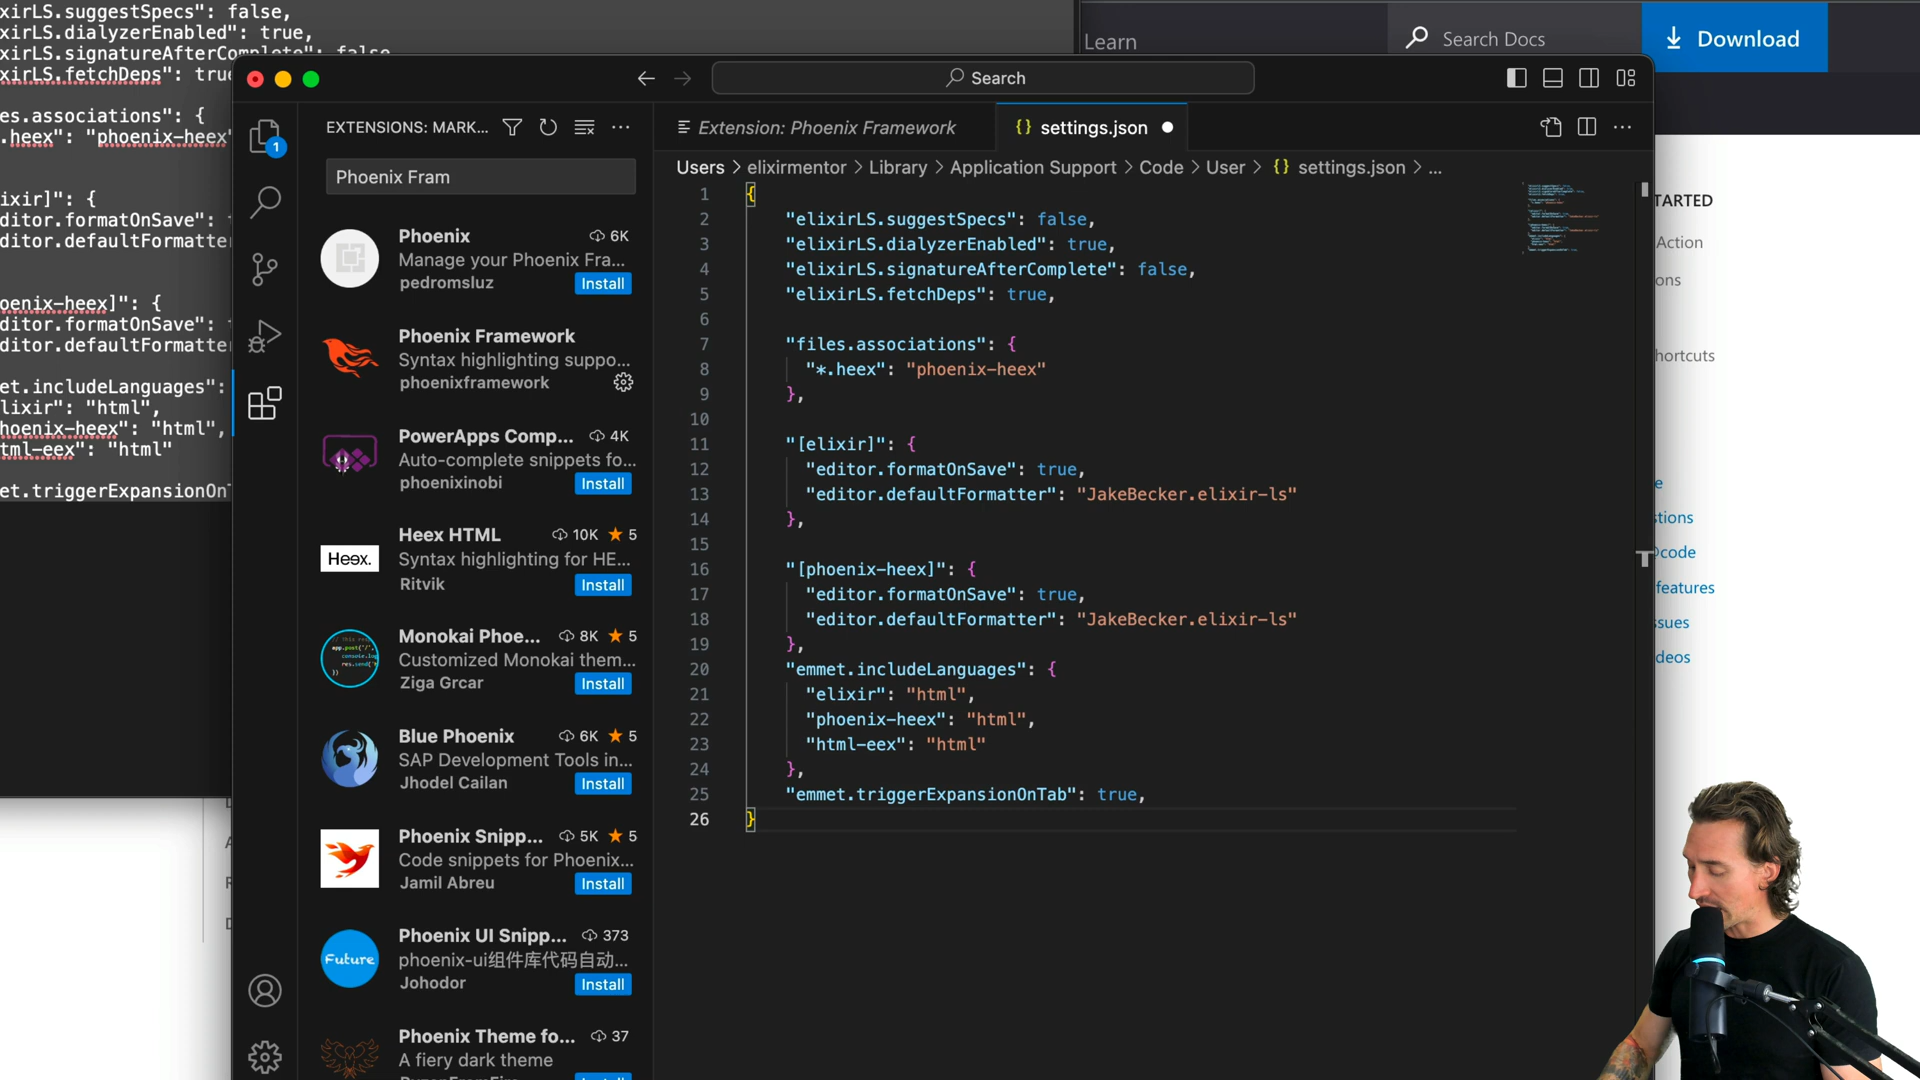 xirLS.suggestSpecs": false,
xirLS.dialyzerEnabled": true,
xirLS.signatureAfterComplete": false
xirLS.fetchDeps": true
es.associations": {
.heex": "phoenix-heex"
ixir]": {
ditor.formatOnSave":
ditor.defaultFormatter
oenix-heex]": {
ditor.formatOnSave":
ditor.defaultFormatter
et.includeLanguages":
lixir": "html",
hoenix-heex": "html",
tml-eex": "html"
et.triggerExpansionOn
Learn
Search Docs
Download
Search
EXTENSIONS: MARK...
Extension: Phoenix Framework
{} settings.json
1
Phoenix Fram
Users > elixirmentor > Library > Application Support > Code > User > {} settings.json > ...
Phoenix 6K
Manage your Phoenix Fra...
pedromsluz Install
Phoenix Framework
Syntax highlighting suppo...
phoenixframework
PowerApps Comp... 4K
Auto-complete snippets fo...
phoenixinobi Install
Heex.
Heex HTML 10K ★ 5
Syntax highlighting for HE...
Ritvik Install
Monokai Phoe... 8K ★ 5
Customized Monokai them...
Ziga Grcar Install
Blue Phoenix 6K ★ 5
SAP Development Tools in...
Jhodel Cailan Install
Phoenix Snipp... 5K ★ 5
Code snippets for Phoenix...
Jamil Abreu Install
Future
Phoenix UI Snipp... 373
phoenix-ui组件库代码自动...
Johodor Install
Phoenix Theme fo... 37
A fiery dark theme
1 {
2 "elixirLS.suggestSpecs": false,
3 "elixirLS.dialyzerEnabled": true,
4 "elixirLS.signatureAfterComplete": false,
5 "elixirLS.fetchDeps": true,
6
7 "files.associations": {
8 "*.heex": "phoenix-heex"
9 },
10
11 "[elixir]": {
12 "editor.formatOnSave": true,
13 "editor.defaultFormatter": "JakeBecker.elixir-ls"
14 },
15
16 "[phoenix-heex]": {
17 "editor.formatOnSave": true,
18 "editor.defaultFormatter": "JakeBecker.elixir-ls"
19 },
20 "emmet.includeLanguages": {
21 "elixir": "html",
22 "phoenix-heex": "html",
23 "html-eex": "html"
24 },
25 "emmet.triggerExpansionOnTab": true,
26 }
TARTED
Action
ons
hortcuts
e
stions
code
features
ssues
deos